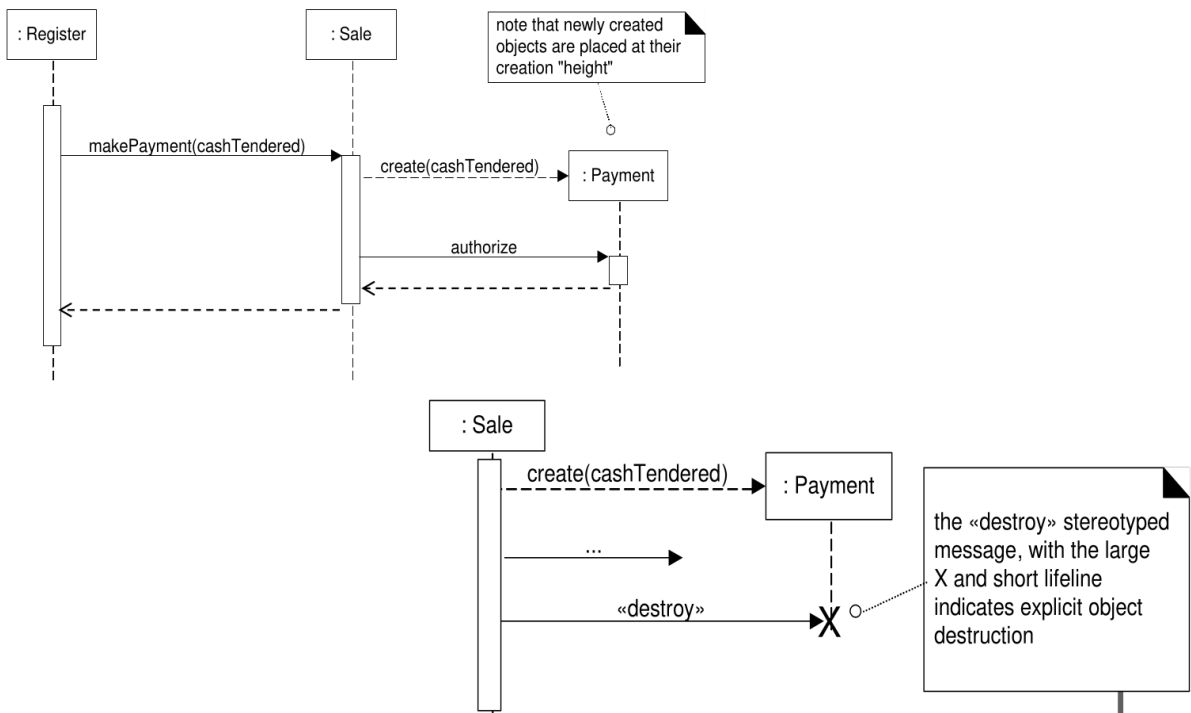 : Register
: Sale
note that newly created
objects are placed at their
creation "height"
makePayment(cashTendered)
create(cashTendered)
: Payment
authorize
: Sale
create(cashTendered)
: Payment
...
«destroy»
X
the «destroy» stereotyped
message, with the large
X and short lifeline
indicates explicit object
destruction